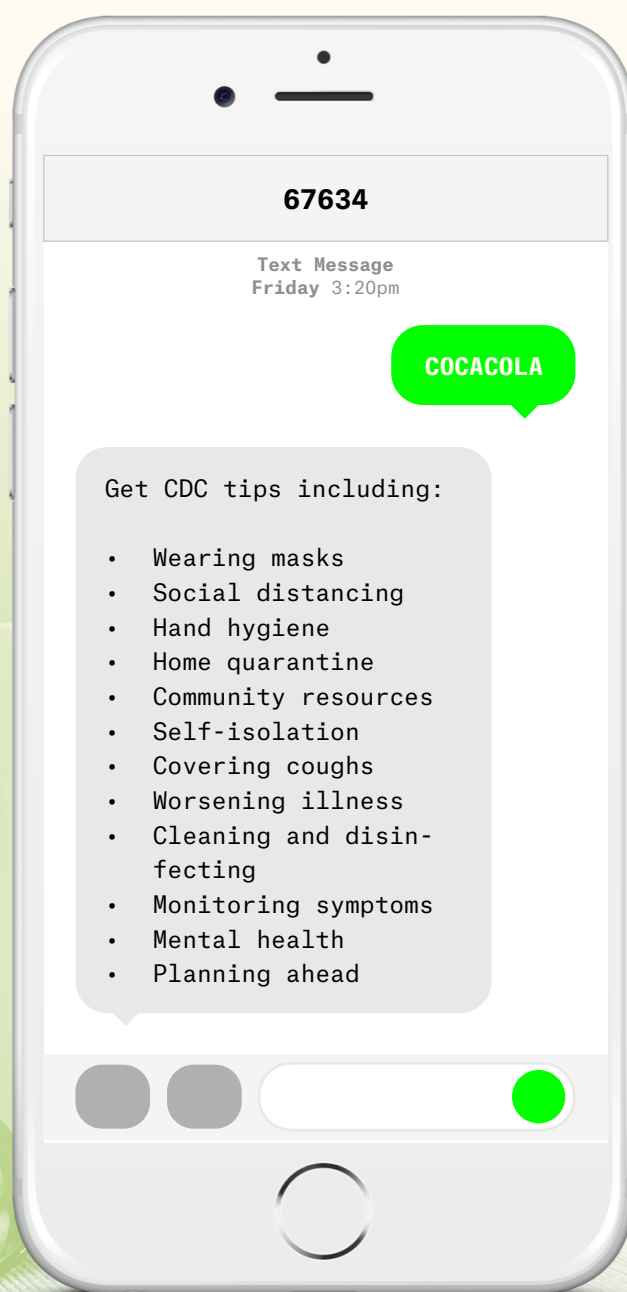 67634
Text Message
Friday 3:20pm
COCACOLA
Get CDC tips including:
• Wearing masks
• Social distancing
• Hand hygiene
• Home quarantine
• Community resources
• Self-isolation
• Covering coughs
• Worsening illness
• Cleaning and disin-
fecting
• Monitoring symptoms
• Mental health
• Planning ahead